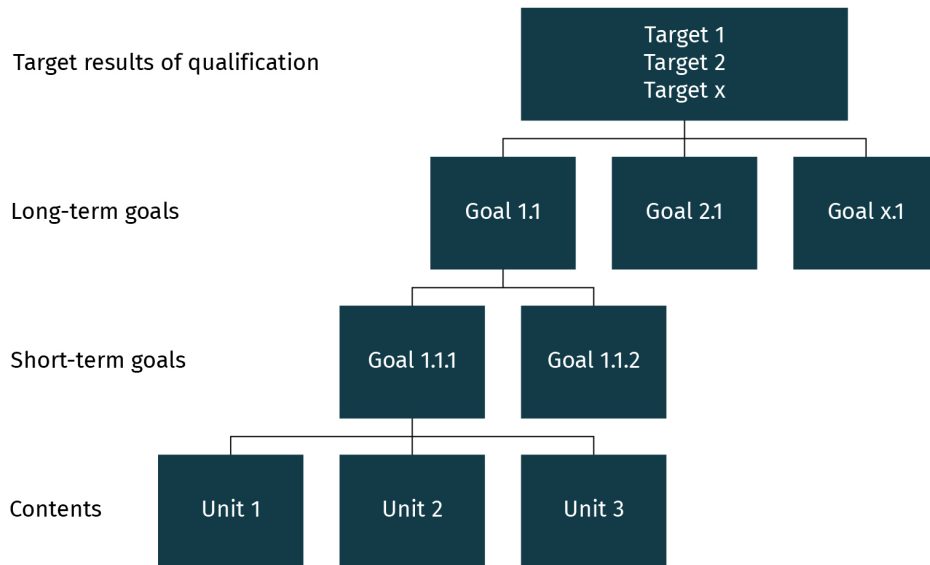 Target results of qualification
Target 1
Target 2
Target x
Long-term goals
Goal 1.1
Goal 2.1
Goal x.1
Short-term goals
Goal 1.1.1
Goal 1.1.2
Contents
Unit 1
Unit 2
Unit 3